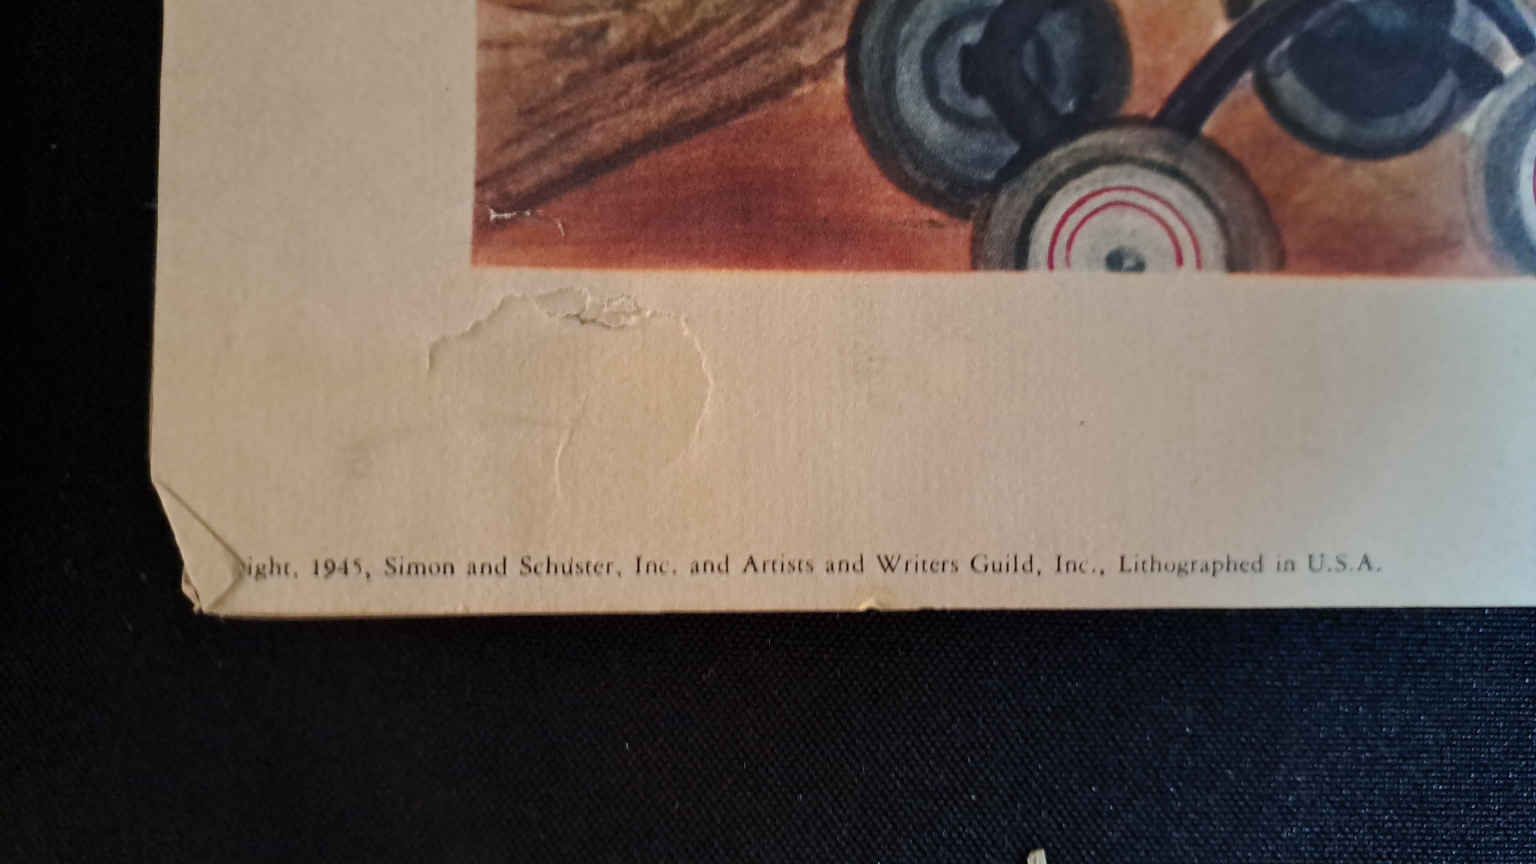 ight, 1945, Simon and Schuster, Inc. and Artists and Writers Guild, Inc., Lithographed in U.S.A.